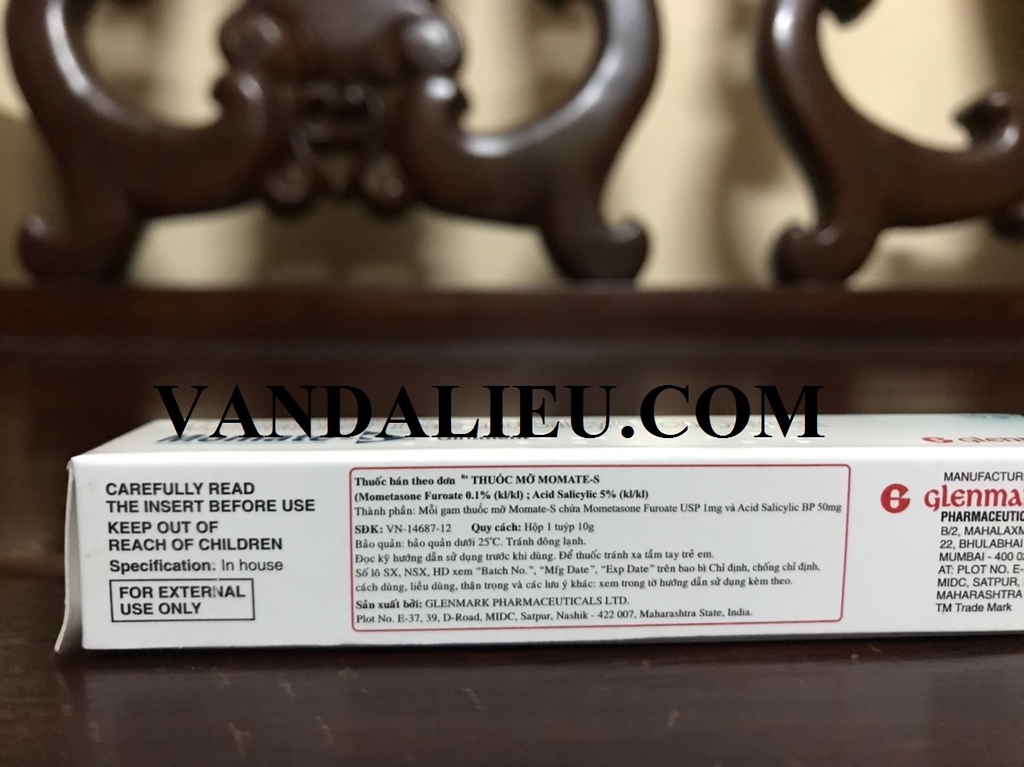 VANDALIEU.COM
CAREFULLY READ
THE INSERT BEFORE USE
KEEP OUT OF
REACH OF CHILDREN
Specification: In house
FOR EXTERNAL
USE ONLY
Thuốc bán theo đơn Rx THUỐC MỠ MOMATE-S
(Mometasone Furoate 0.1% (kl/kl) ; Acid Salicylic 5% (kl/kl)
Thành phần: Mỗi gam thuốc mỡ Momate-S chứa Mometasone Furoate USP 1mg và Acid Salicylic BP 50mg
SDK: VN-14687-12 Quy cách: Hộp 1 tuýp 10g
Bảo quản: bảo quản dưới 25°C. Tránh đông lạnh.
Đọc kỹ hướng dẫn sử dụng trước khi dùng. Để thuốc tránh xa tầm tay trẻ em.
Số lô SX, NSX, HD xem “Batch No.”, “Mfg Date”, “Exp Date” trên bao bì Chỉ định, chống chỉ định,
cách dùng, liều dùng, thận trọng và các lưu ý khác: xem trong tờ hướng dẫn sử dụng kèm theo.
Sản xuất bởi: GLENMARK PHARMACEUTICALS LTD.
Plot No. E-37, 39, D-Road, MIDC, Satpur, Nashik - 422 007, Maharashtra State, India.
MANUFACTUR
glenma
PHARMACEUTIC
B/2, MAHALAXM
22, BHULABHAI
MUMBAI - 400 0
AT: PLOT NO. E-
MIDC, SATPUR,
MAHARASHTRA
TM Trade Mark